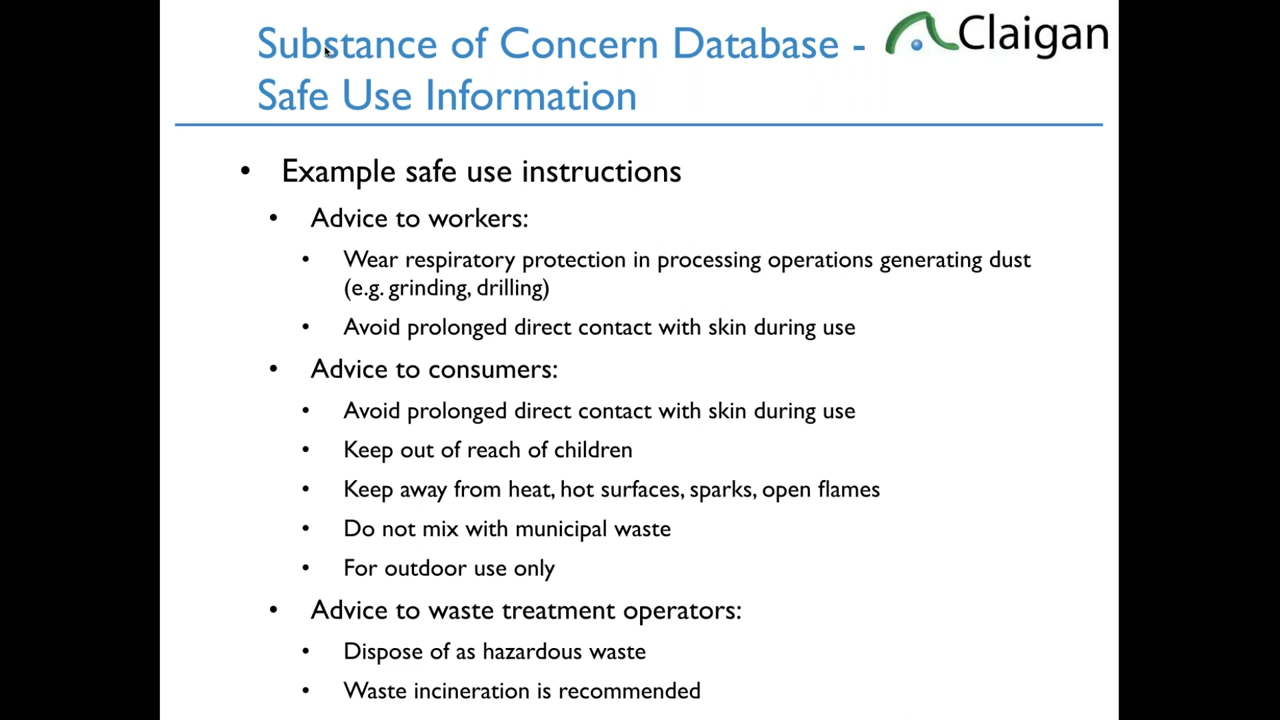 Substance of Concern Database -
Safe Use Information
Claigan
• Example safe use instructions
• Advice to workers:
• Wear respiratory protection in processing operations generating dust
(e.g. grinding, drilling)
• Avoid prolonged direct contact with skin during use
• Advice to consumers:
• Avoid prolonged direct contact with skin during use
• Keep out of reach of children
• Keep away from heat, hot surfaces, sparks, open flames
• Do not mix with municipal waste
• For outdoor use only
• Advice to waste treatment operators:
• Dispose of as hazardous waste
• Waste incineration is recommended